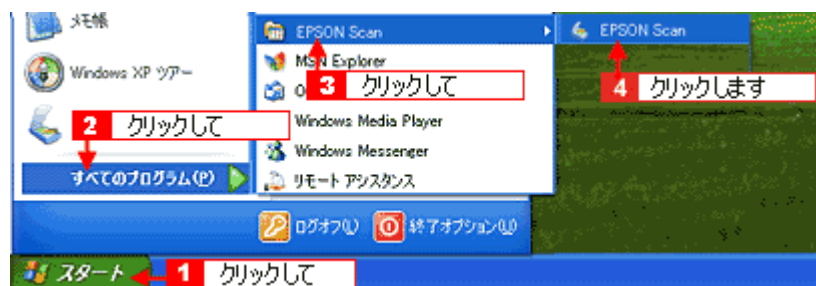 メモ帳
Windows XP ツアー
2 クリックして
すべてのプログラム(P)
EPSON Scan
MSN Explorer
O
3 クリックして
Windows Media Player
Windows Messenger
リモート アシスタンス
EPSON Scan
4 クリックします
ログオフ(L)
終了オプション(U)
スタート
1 クリックして